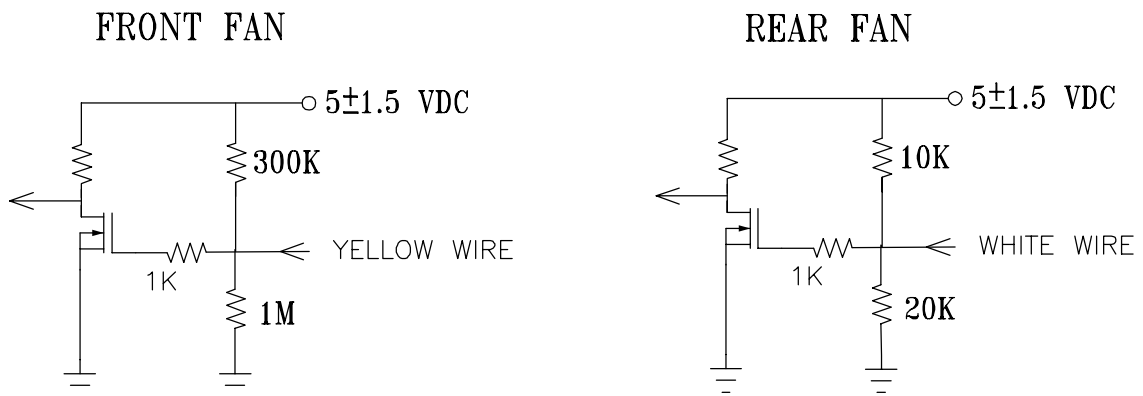 FRONT FAN
5±1.5 VDC
300K
YELLOW WIRE
1K
1M
REAR FAN
5±1.5 VDC
10K
WHITE WIRE
1K
20K